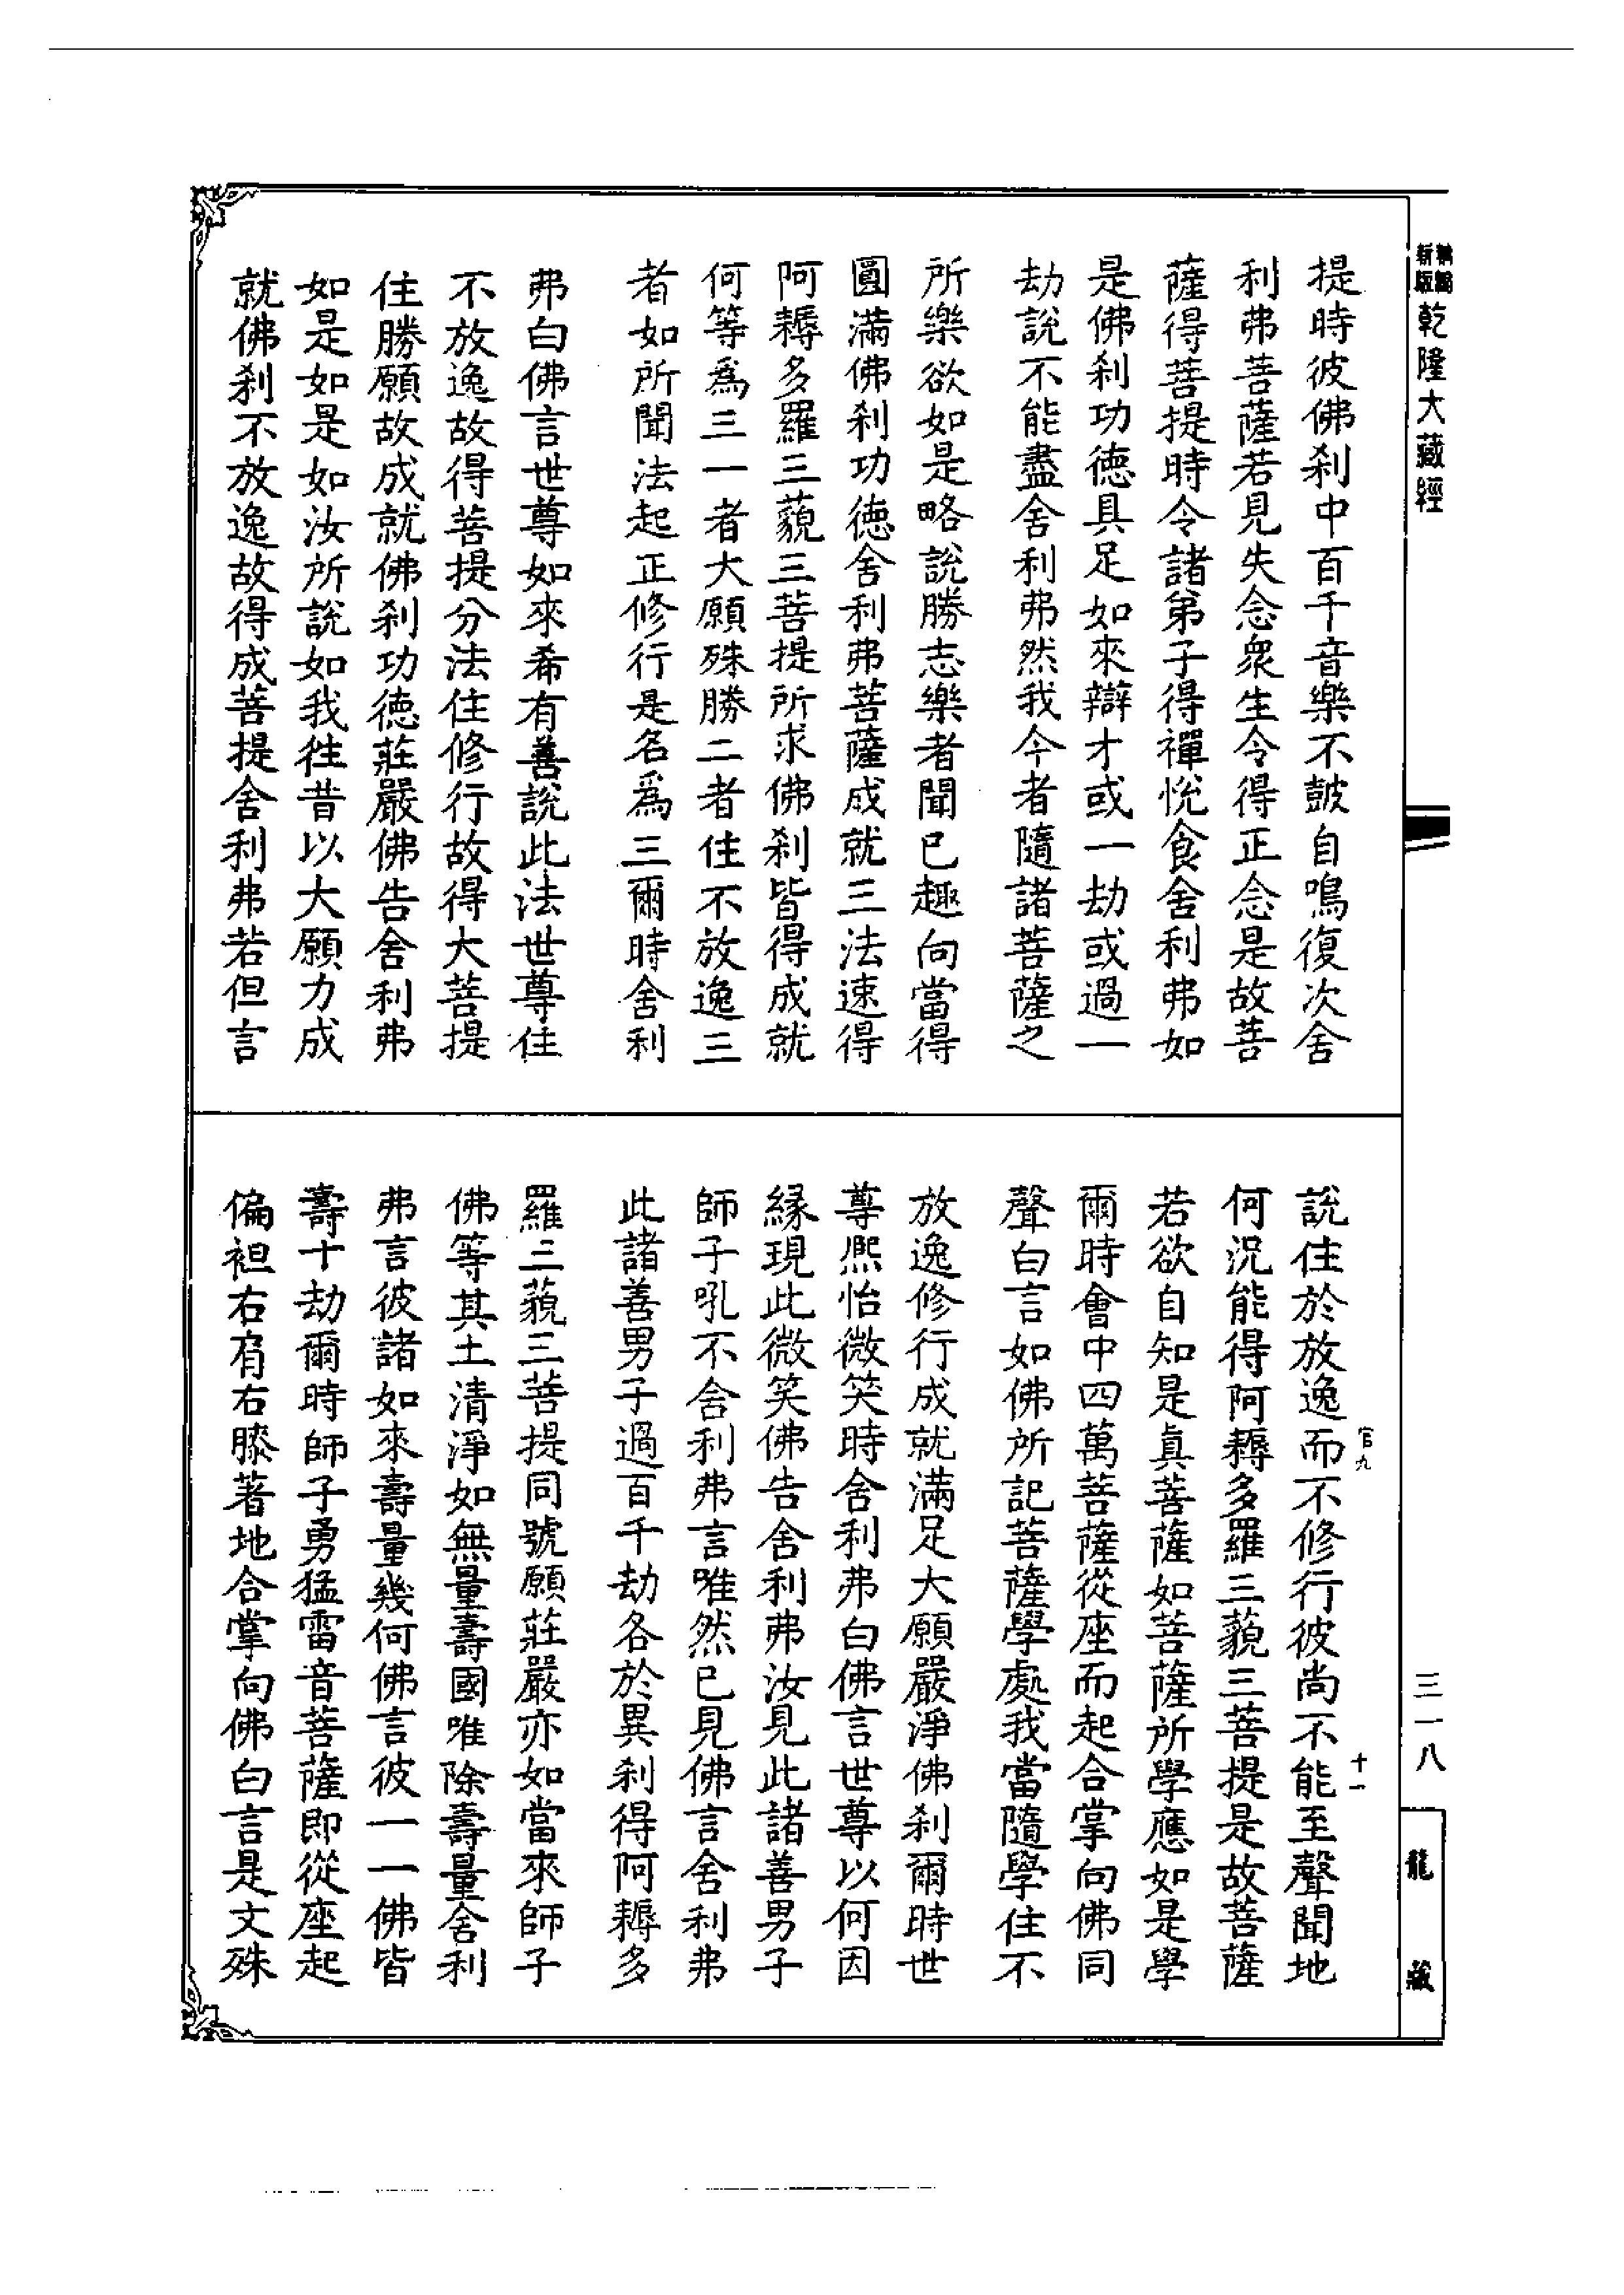 新版
乾隆大藏經
提時彼佛刹中百千音樂不鼓自鳴復次舍
利弗菩薩若見失念衆生令得正念是故菩
薩得菩提時令諸弟子得禪悅食舍利弗如
是佛刹功德具足如來辯才或一劫或過一
劫說不能盡舍利弗然我今者隨諸菩薩之
所樂欲如是略說勝志樂者聞已趣向當得
圓滿佛刹功德舍利弗菩薩成就三法速得
阿耨多羅三藐三菩提所求佛刹皆得成就
何等爲三一者大願殊勝二者住不放逸三
者如所聞法起正修行是名爲三爾時舍利
弗白佛言世尊如來希有善說此法世尊住
不放逸故得菩提分法住修行故得大菩提
住勝願故成就佛刹功德莊嚴佛告舍利弗
如是如是如汝所說如我徃昔以大願力成
就佛刹不放逸故得成菩提舍利弗若但言
說住於放逸而不修行彼尚不能至聲聞地
何況能得阿耨多羅三藐三菩提是故菩薩
若欲自知是真菩薩如菩薩所學應如是學
爾時會中四萬菩薩從座而起合掌向佛同
聲白言如佛所記菩薩學處我當隨學住不
放逸修行成就滿足大願嚴淨佛刹爾時世
尊熙怡微笑時舍利弗白佛言世尊以何因
緣現此微笑佛告舍利弗汝見此諸善男子
師子吼不舍利弗言唯然已見佛言舍利弗
此諸善男子過百千劫各於異刹得阿耨多
羅三藐三菩提同號願莊嚴亦如當來師子
佛等其土清淨如無量壽國唯除壽量舍利
弗言彼諸如來壽量幾何佛言彼一一佛皆
壽十劫爾時師子勇猛雷音菩薩即從座起
偏袒右肩右膝著地合掌向佛白言是文殊
官九
十一
三一八
龍藏